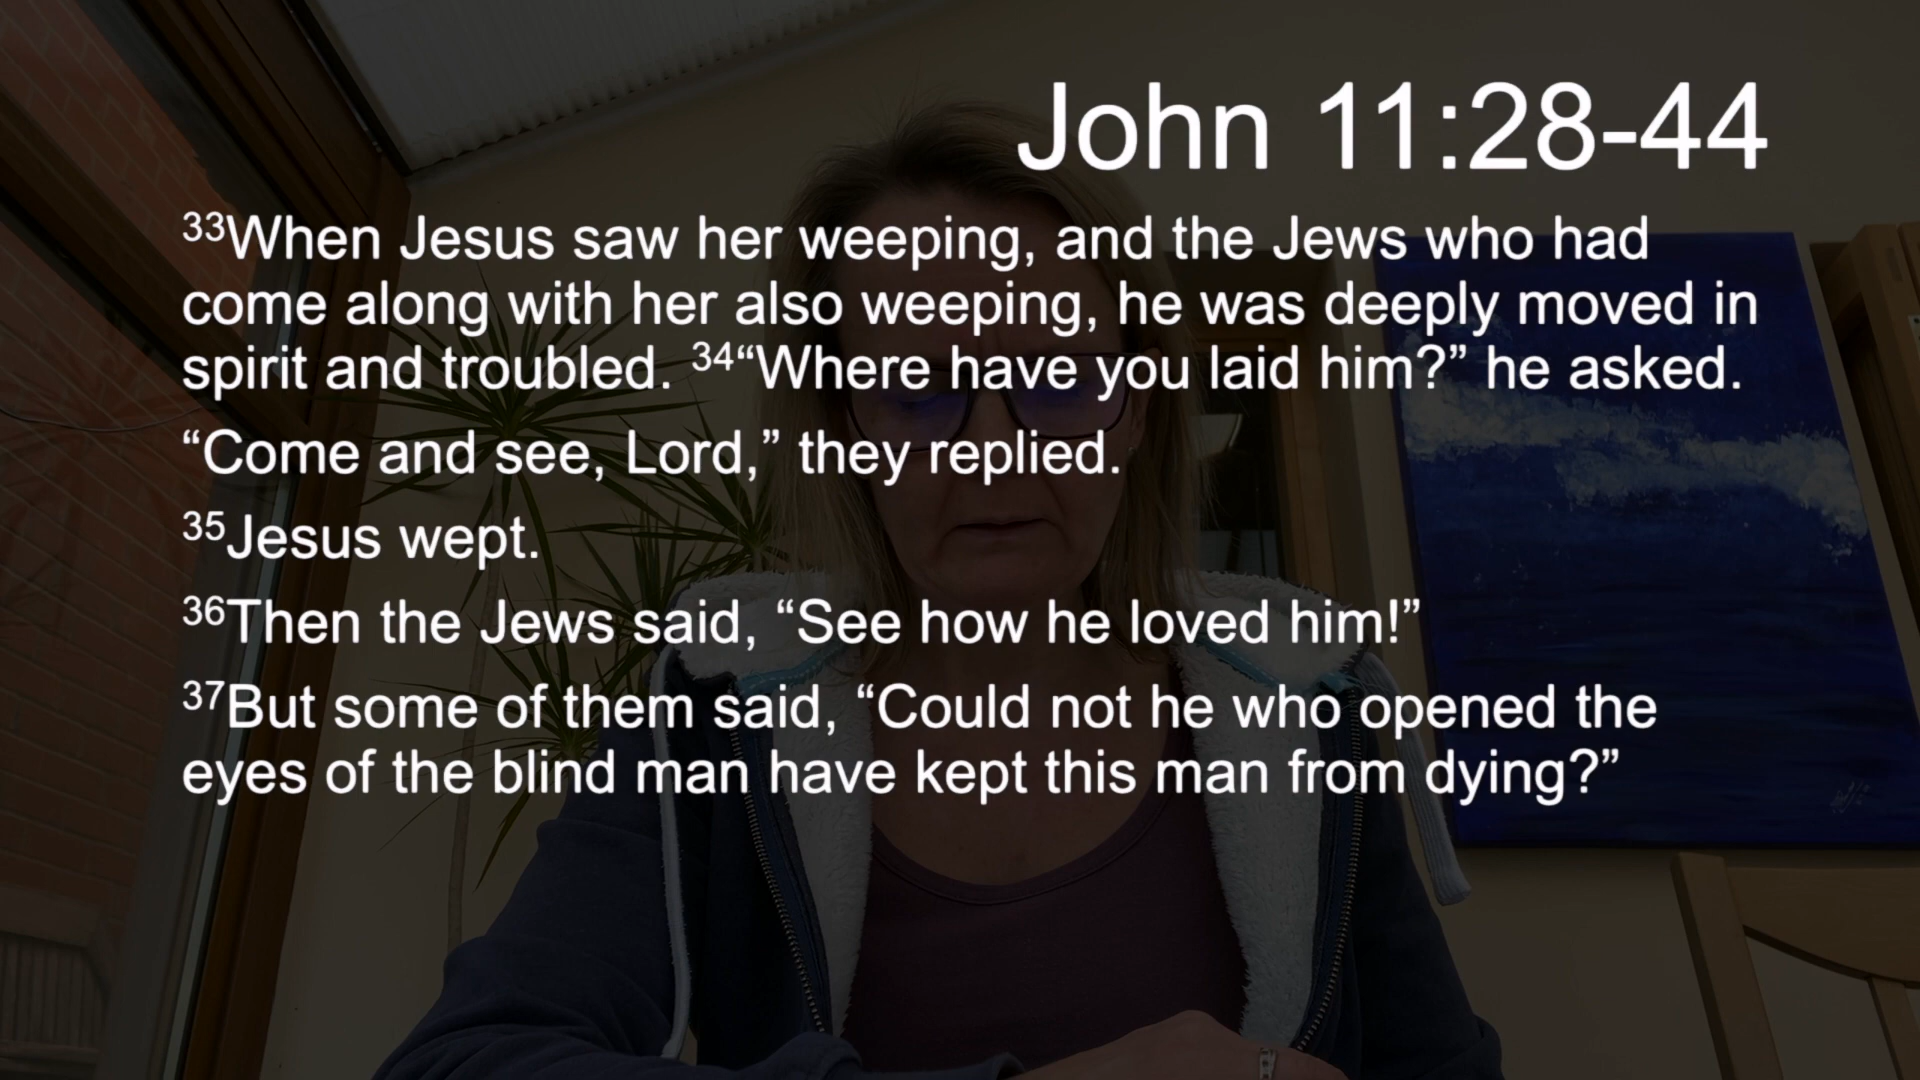 John 11:28-44
33When Jesus saw her weeping, and the Jews who had
come along with her also weeping, he was deeply moved in
spirit and troubled. 34“Where have you laid him?” he asked.
“Come and see, Lord,” they replied.
35Jesus wept.
36Then the Jews said, “See how he loved him!”
37But some of them said, “Could not he who opened the
eyes of the blind man have kept this man from dying?”